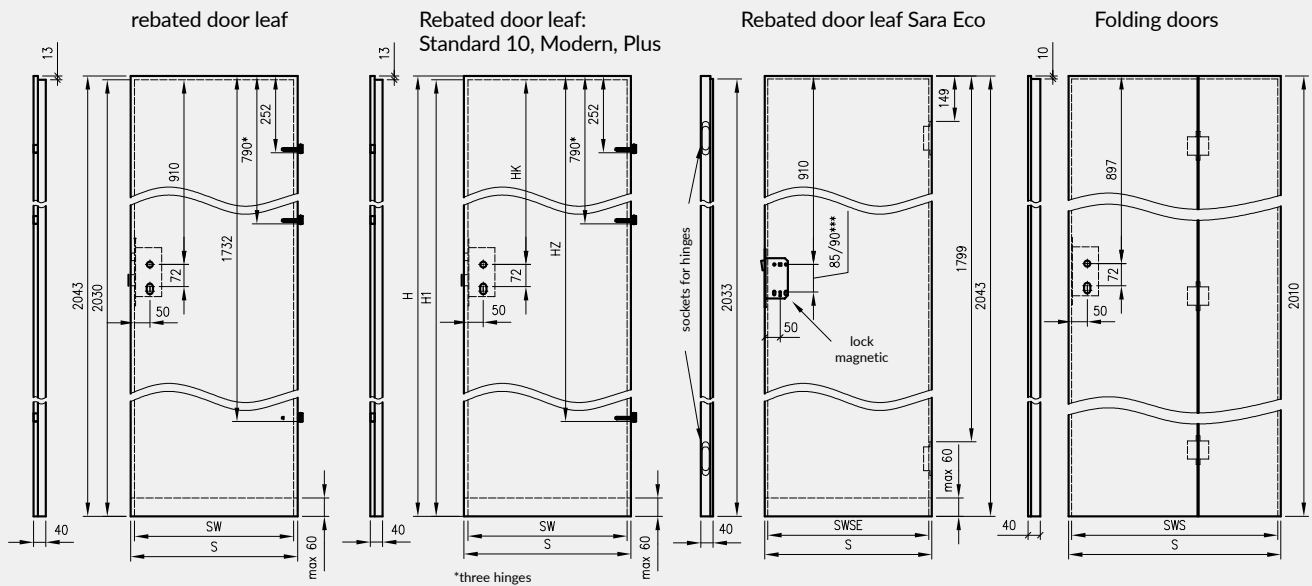 rebated door leaf
13
2043
2030
910
1732
790*
252
72
50
40
SW
S
max 60
Rebated door leaf:
Standard 10, Modern, Plus
13
H
H1
HK
HZ
790*
252
72
50
40
SW
S
max 60
*three hinges
Rebated door leaf Sara Eco
sockets for hinges
2033
910
85/90***
149
1799
2043
72
50
lock
magnetic
40
SWSE
S
max 60
Folding doors
10
897
72
50
2010
40
SWS
S